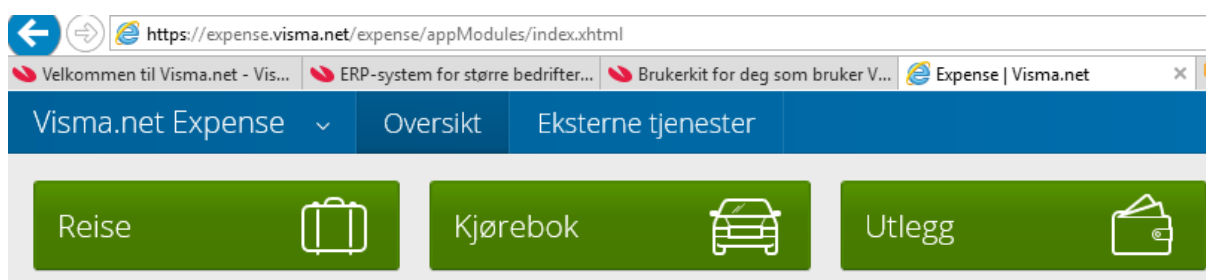 https://expense.visma.net/expense/appModules/index.xhtml
Velkommen til Visma.net - Vis... ERP-system for større bedrifter... Brukerkit for deg som bruker V... Expense | Visma.net
Visma.net Expense Oversikt Eksterne tjenester
Reise Kjørebok Utlegg